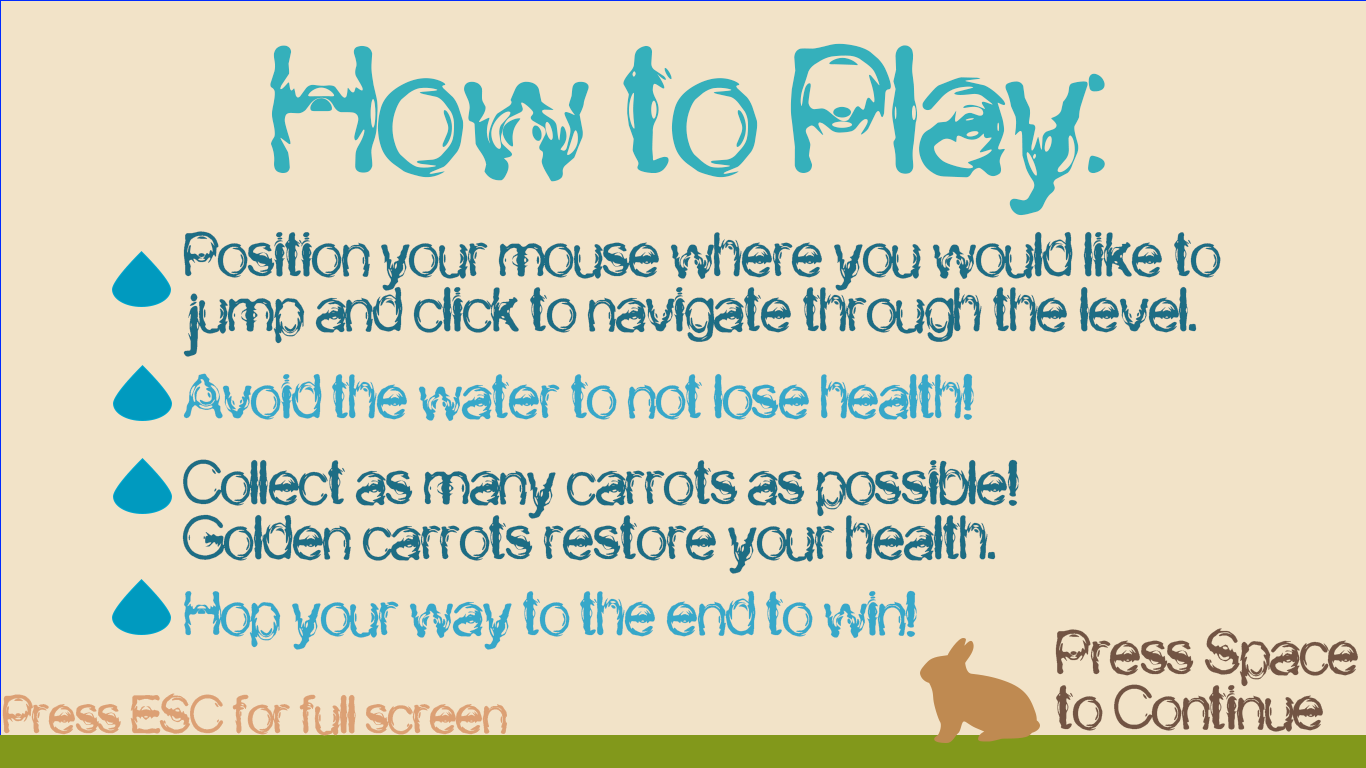 How to Play:
Position your mouse where you would like to
jump and click to navigate through the level.
Avoid the water to not lose health!
Collect as many carrots as possible!
Golden carrots restore your health.
Hop your way to the end to win!
Press Space
to Continue
Press ESC for full screen